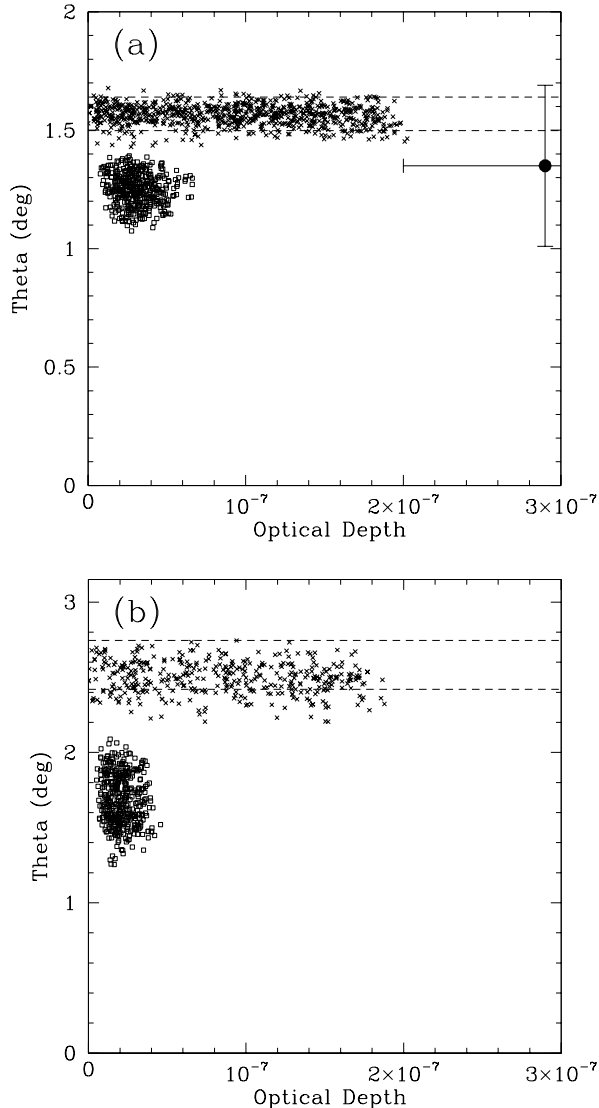 2
(a)
1.5
Theta (deg)
1
0.5
0
0 10⁻⁷ 2×10⁻⁷ 3×10⁻⁷
Optical Depth
3
(b)
2
Theta (deg)
1
0
0 10⁻⁷ 2×10⁻⁷ 3×10⁻⁷
Optical Depth